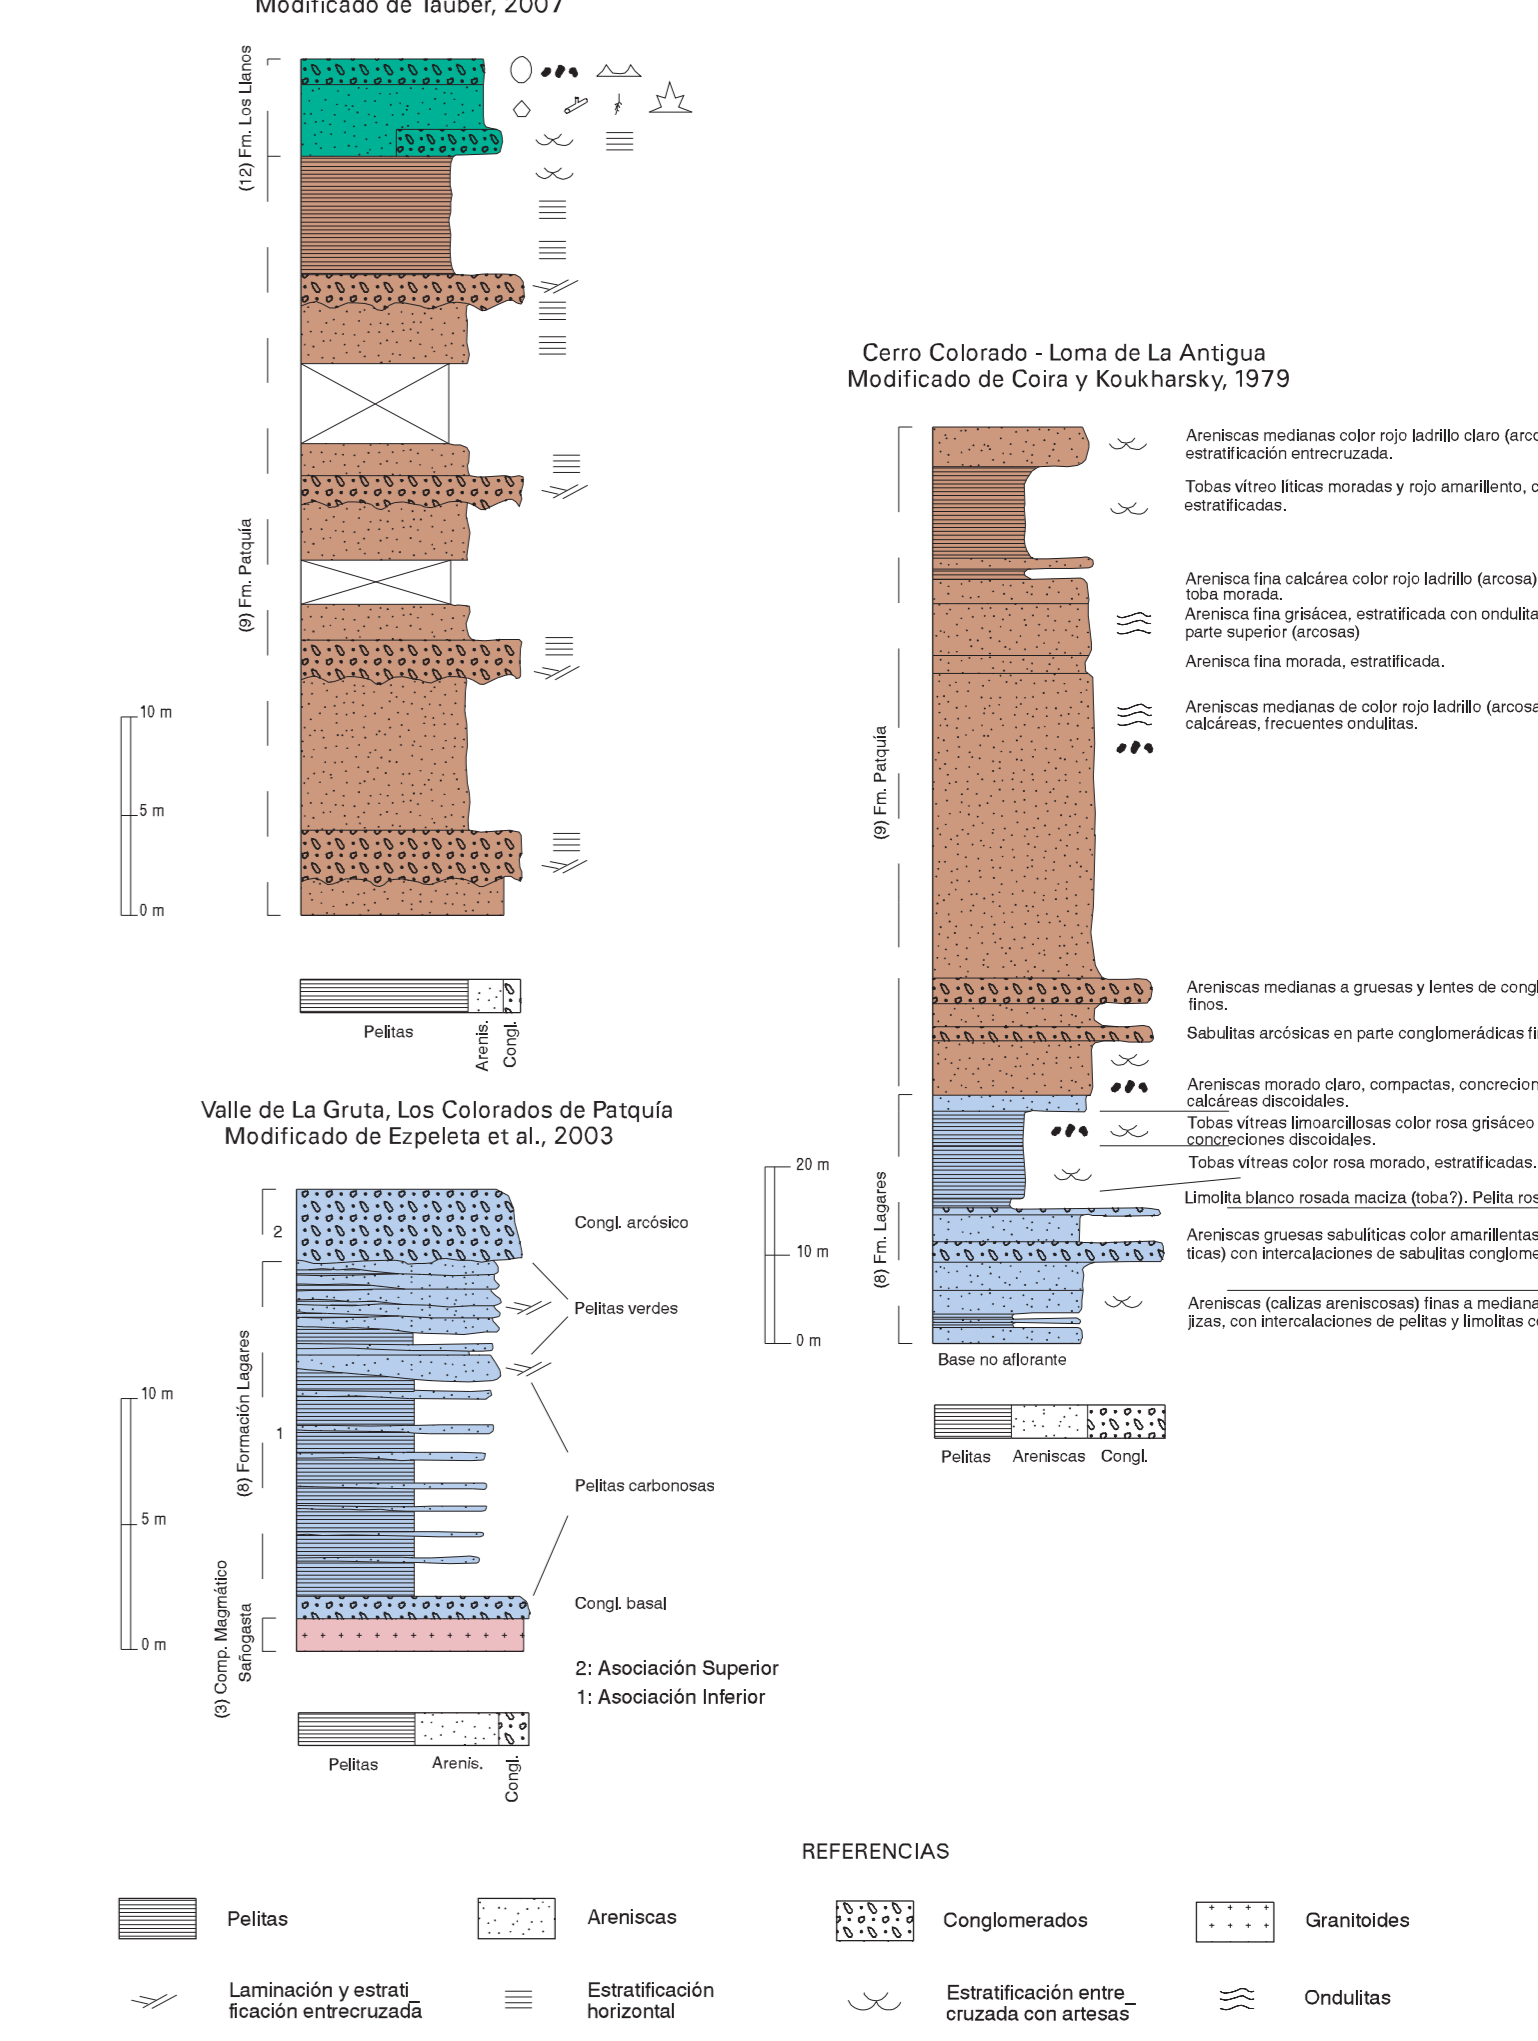 Modificado de Tauber, 2007
(12) Fm. Los Llanos
(9) Fm. Patquía
10 m
5 m
0 m
Pelitas
Arenis.
Congl.
Cerro Colorado - Loma de La Antigua
Modificado de Coira y Koukharsky, 1979
Areniscas medianas color rojo ladrillo claro
estratificación entrecruzada.
Tobas vítreo líticas moradas y rojo amarillento,
estratificadas.
Arenisca fina calcárea color rojo ladrillo (arcosa)
toba morada.
Arenisca fina grisácea, estratificada con
parte superior (arcosas)
Arenisca fina morada, estratificada.
Areniscas medianas de color rojo ladrillo
calcáreas, frecuentes ondulitas.
(9) Fm. Patquía
Areniscas medianas a gruesas y lentes de
finos.
Sabulitas arcósicas en parte conglomerádicas
Areniscas morado claro, compactas,
calcáreas discoidales.
Tobas vítreas limoarcillosas color rosa grisáceo
concreciones discoidales.
Tobas vítreas color rosa morado, estratificadas.
Limolita blanco rosada maciza (toba?). Pelita
Areniscas gruesas sabulíticas color amarillentas
ticas) con intercalaciones de sabulitas
Areniscas (calizas areniscosas) finas a
jizas, con intercalaciones de pelitas y limolitas
(8) Fm. Lagares
20 m
10 m
0 m
Base no aflorante
Pelitas Areniscas Congl.
Valle de La Gruta, Los Colorados de Patquía
Modificado de Ezpeleta et al., 2003
2
1
(8) Formación Lagares
(3) Comp. Magmático
Sañogasta
10 m
5 m
0 m
Congl. arcósico
Pelitas verdes
Pelitas carbonosas
Congl. basal
2: Asociación Superior
1: Asociación Inferior
Pelitas
Arenis.
Congl.
REFERENCIAS
Pelitas
Areniscas
Conglomerados
Granitoides
Laminación y estrati_
ficación entrecruzada
Estratificación
horizontal
Estratificación entre_
cruzada con artesas
Ondulitas